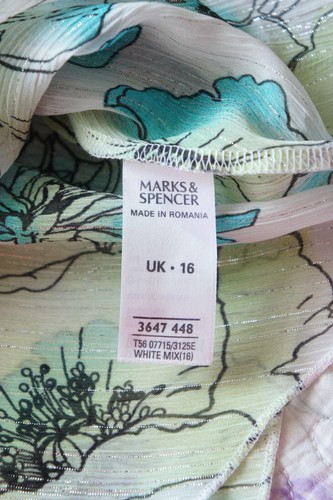 MARKS &
SPENCER
MADE IN ROMANIA
UK • 16
3647 448
T56 07715/3125E
WHITE MIX(16)